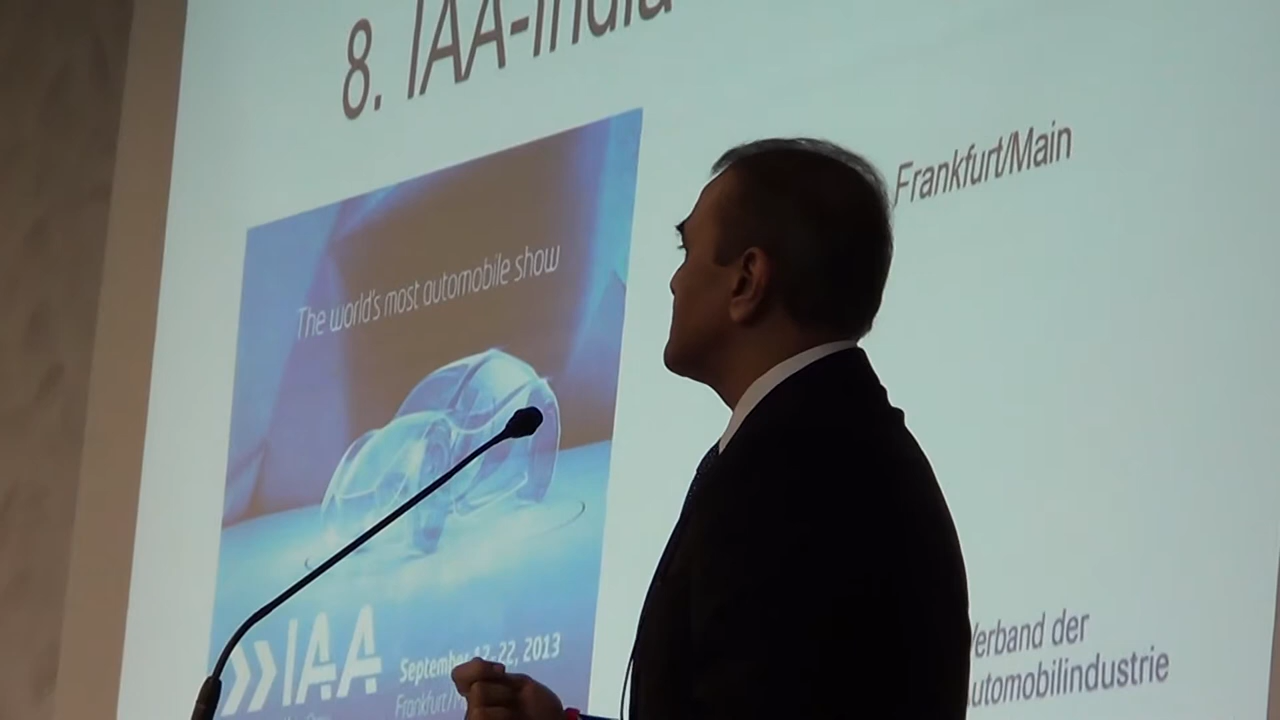 8. IAA-India
Frankfurt/Main
The world's most automobile show
IAA
September 12-22, 2013
Verband der
Automobilindustrie